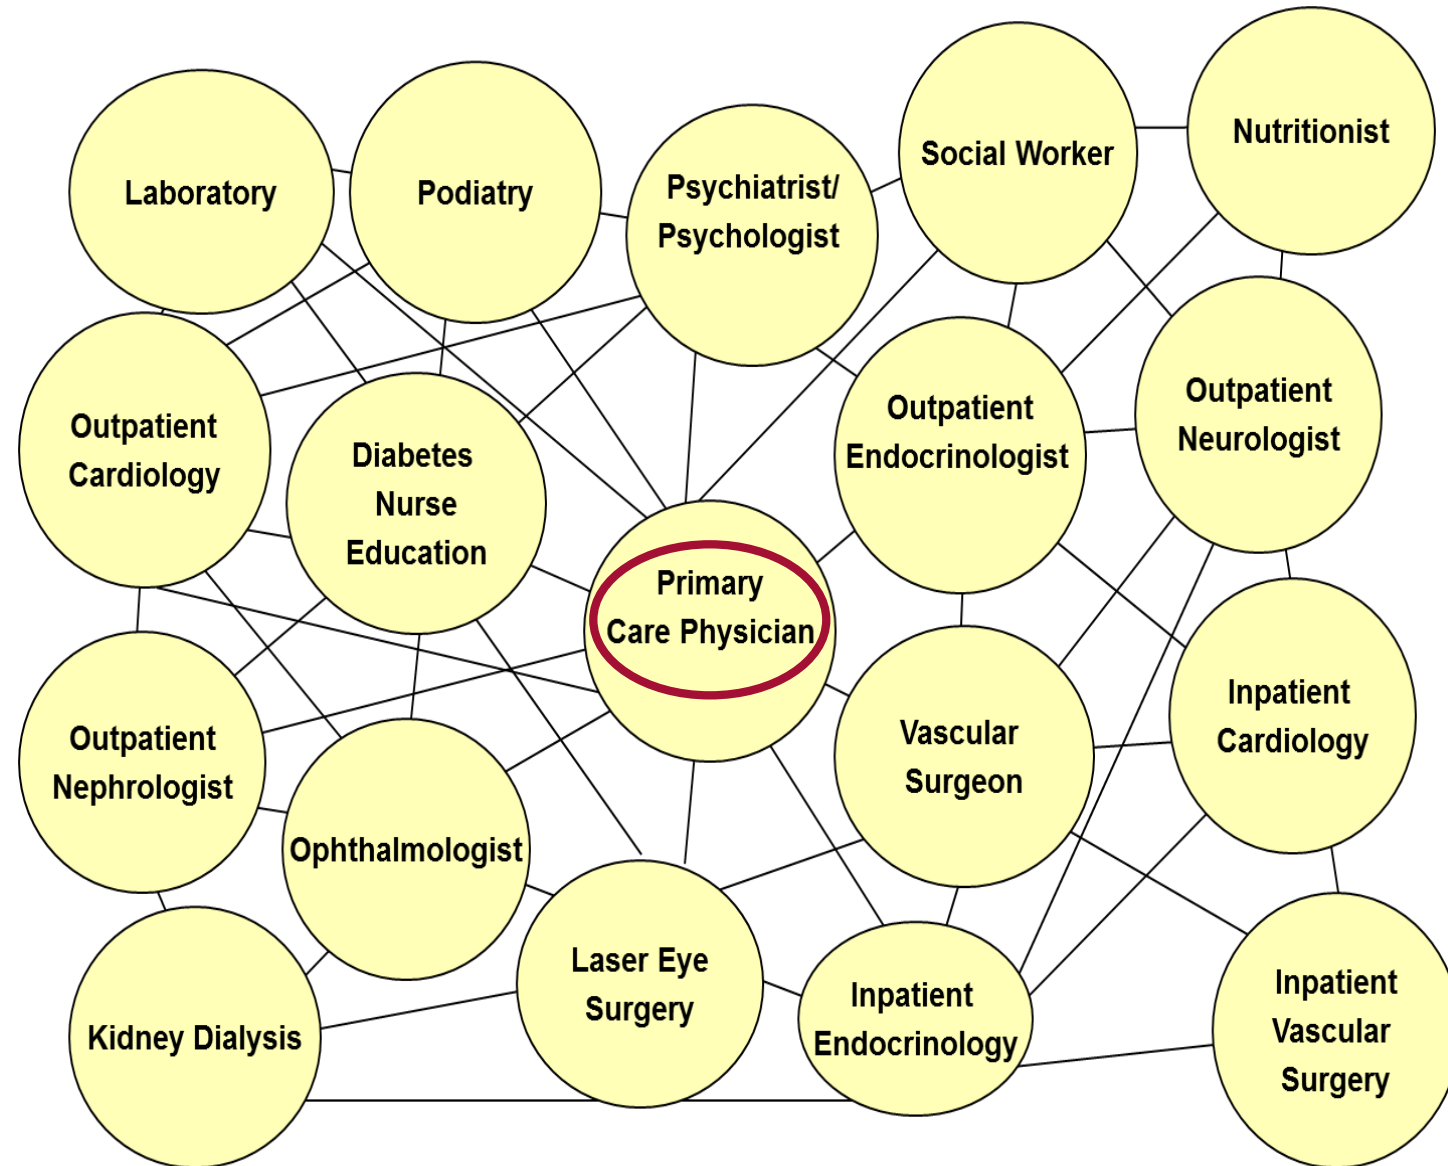 Laboratory
Podiatry
Psychiatrist/
Psychologist
Social Worker
Nutritionist
Outpatient
Cardiology
Diabetes
Nurse
Education
Outpatient
Endocrinologist
Outpatient
Neurologist
Primary
Care Physician
Outpatient
Nephrologist
Ophthalmologist
Vascular
Surgeon
Inpatient
Cardiology
Kidney Dialysis
Laser Eye
Surgery
Inpatient
Endocrinology
Inpatient
Vascular
Surgery